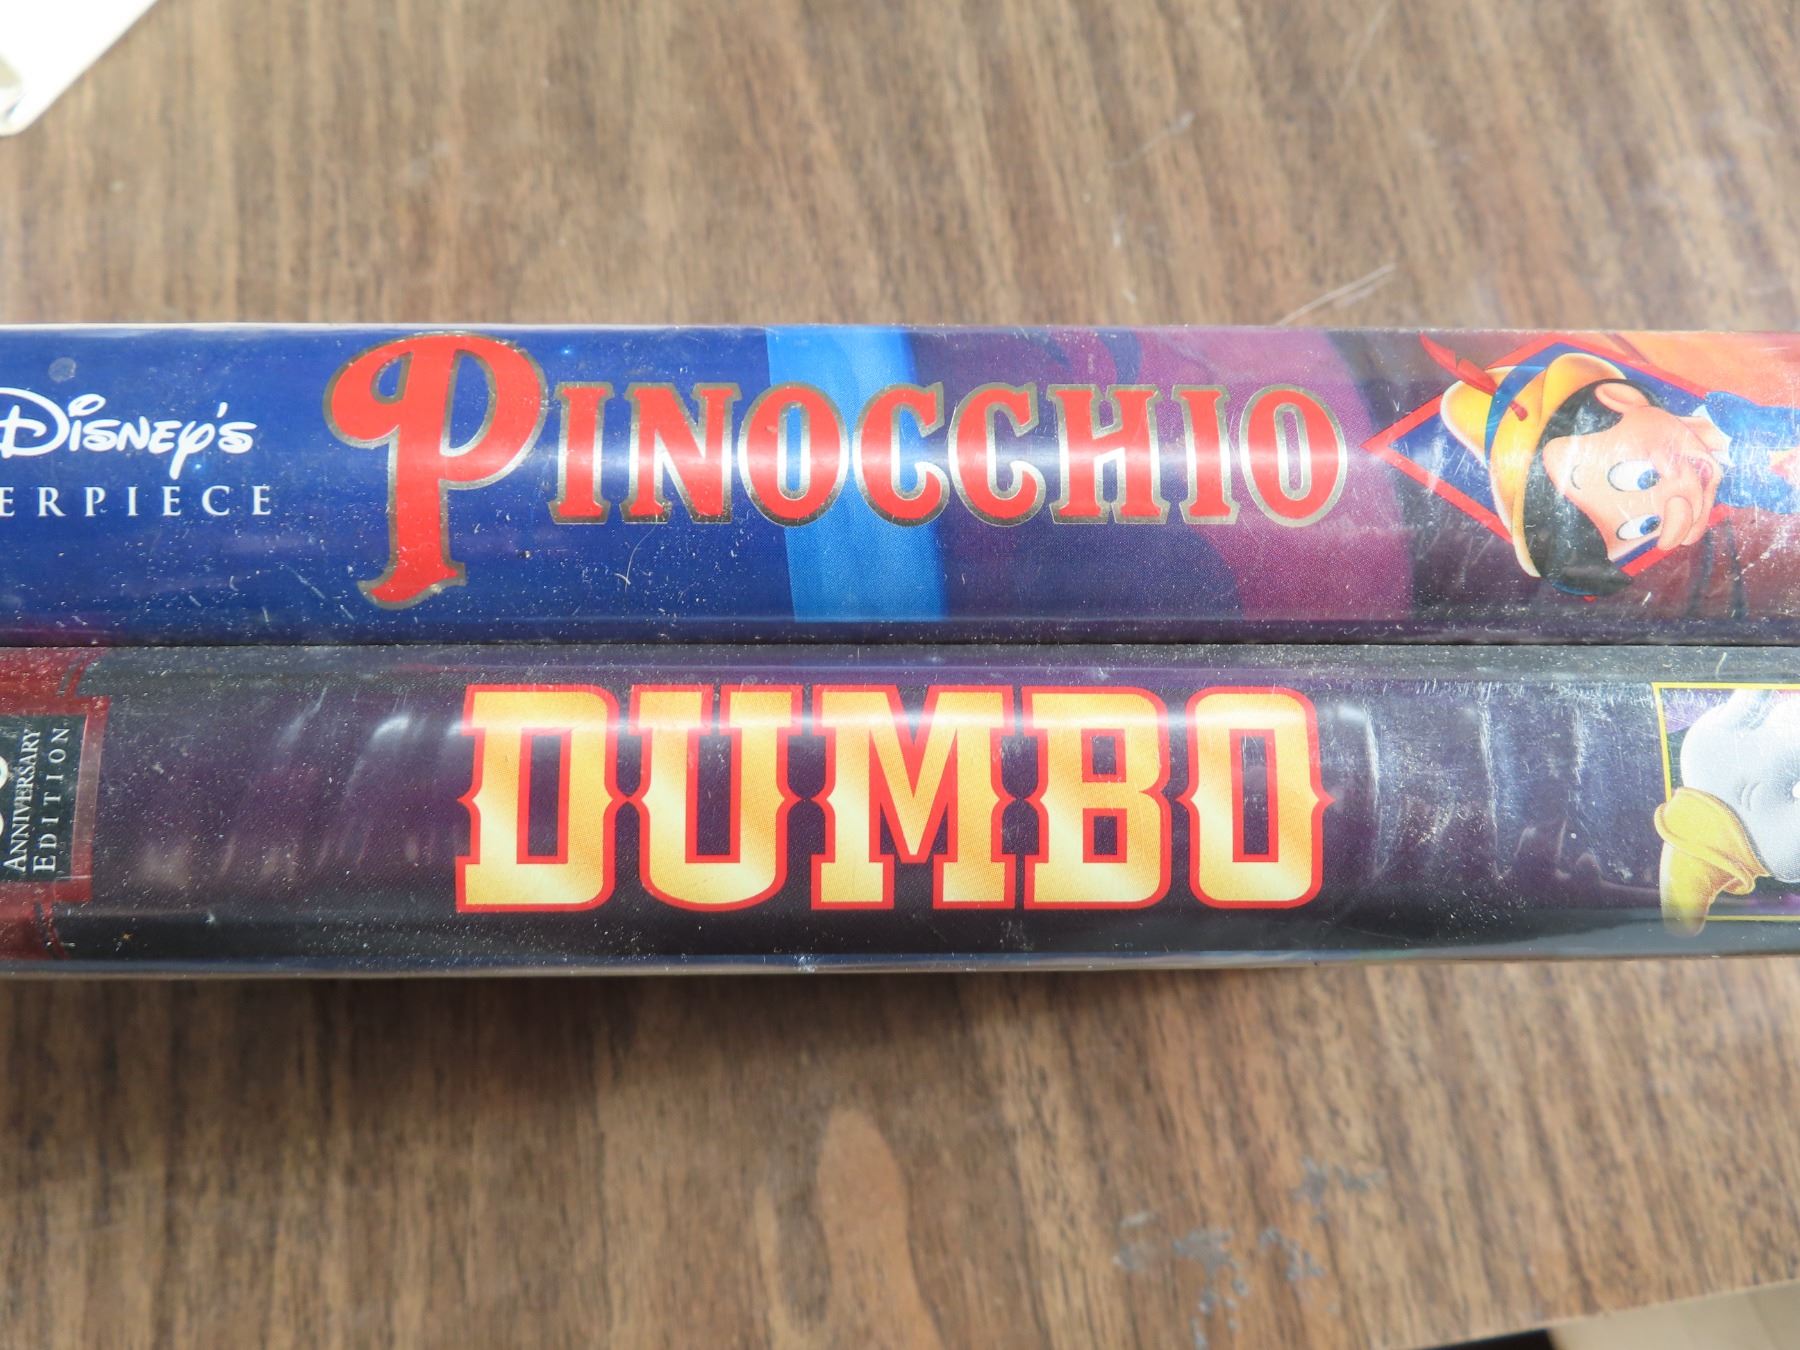 DISNEY'S
ERPIECE
PINOCCHIO
ANNIVERSARY
EDITION
DUMBO